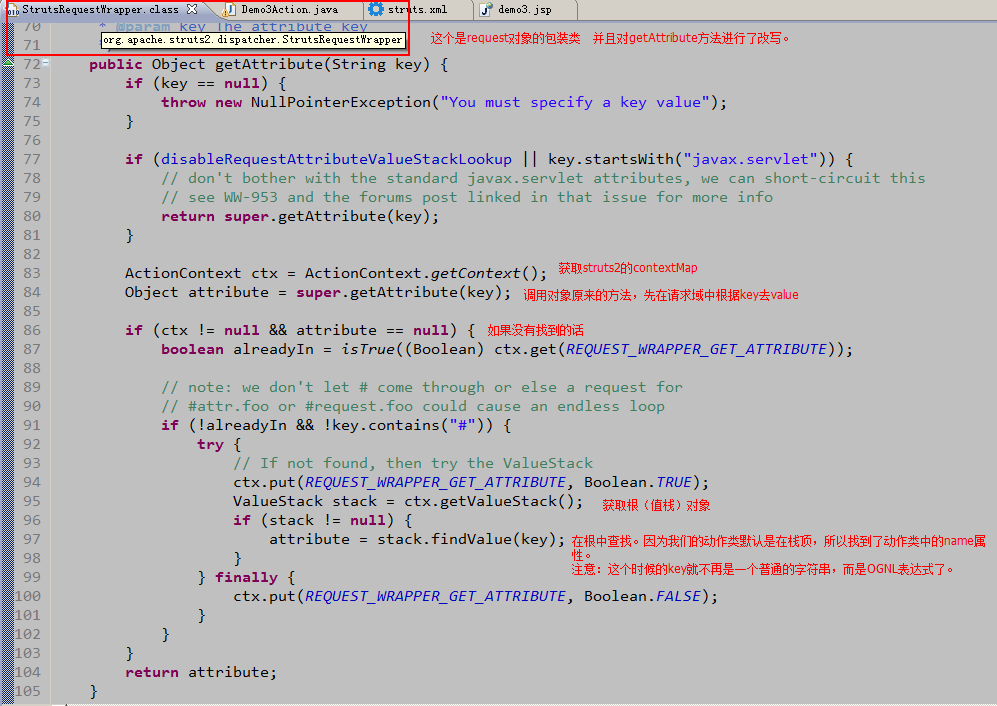 StrutsRequestWrapper.class Demo3Action.java struts.xml demo3.jsp
70 * @param key The attribute key
org.apache.struts2.dispatcher.StrutsRequestWrapper 这个是request对象的包装类 并且对getAttribute方法进行了改写。
71
72 public Object getAttribute(String key) {
73 if (key == null) {
74 throw new NullPointerException("You must specify a key value");
75 }
76
77 if (disableRequestAttributeValueStackLookup || key.startsWith("javax.servlet")) {
78 // don't bother with the standard javax.servlet attributes, we can short-circuit this
79 // see WW-953 and the forums post linked in that issue for more info
80 return super.getAttribute(key);
81 }
82
83 ActionContext ctx = ActionContext.getContext(); 获取struts2的contextMap
84 Object attribute = super.getAttribute(key); 调用对象原来的方法，先在请求域中根据key去value
85
86 if (ctx != null && attribute == null) { 如果没有找到的话
87 boolean alreadyIn = isTrue((Boolean) ctx.get(REQUEST_WRAPPER_GET_ATTRIBUTE));
88
89 // note: we don't let # come through or else a request for
90 // #attr.foo or #request.foo could cause an endless loop
91 if (!alreadyIn && !key.contains("#")) {
92 try {
93 // If not found, then try the ValueStack
94 ctx.put(REQUEST_WRAPPER_GET_ATTRIBUTE, Boolean.TRUE);
95 ValueStack stack = ctx.getValueStack(); 获取根（值栈）对象
96 if (stack != null) {
97 attribute = stack.findValue(key); 在根中查找。因为我们的动作类默认是在栈顶，所以找到了动作类中的name属
98 } 性。
注意：这个时候的key就不再是一个普通的字符串，而是OGNL表达式了。
99 } finally {
100 ctx.put(REQUEST_WRAPPER_GET_ATTRIBUTE, Boolean.FALSE);
101 }
102 }
103 }
104 return attribute;
105 }